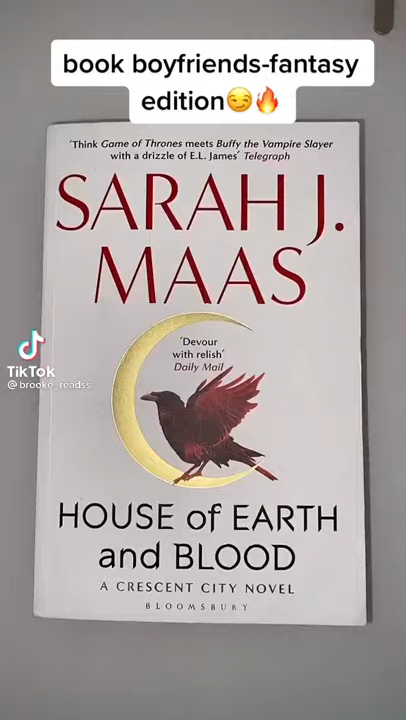 book boyfriends-fantasy
edition😏🔥
'Think Game of Thrones meets Buffy the Vampire Slayer
with a drizzle of E.L. James' Telegraph
SARAH J.
MAAS
'Devour
with relish'
Daily Mail
TikTok
@brooke_readss
HOUSE of EARTH
and BLOOD
A CRESCENT CITY NOVEL
BLOOMSBURY